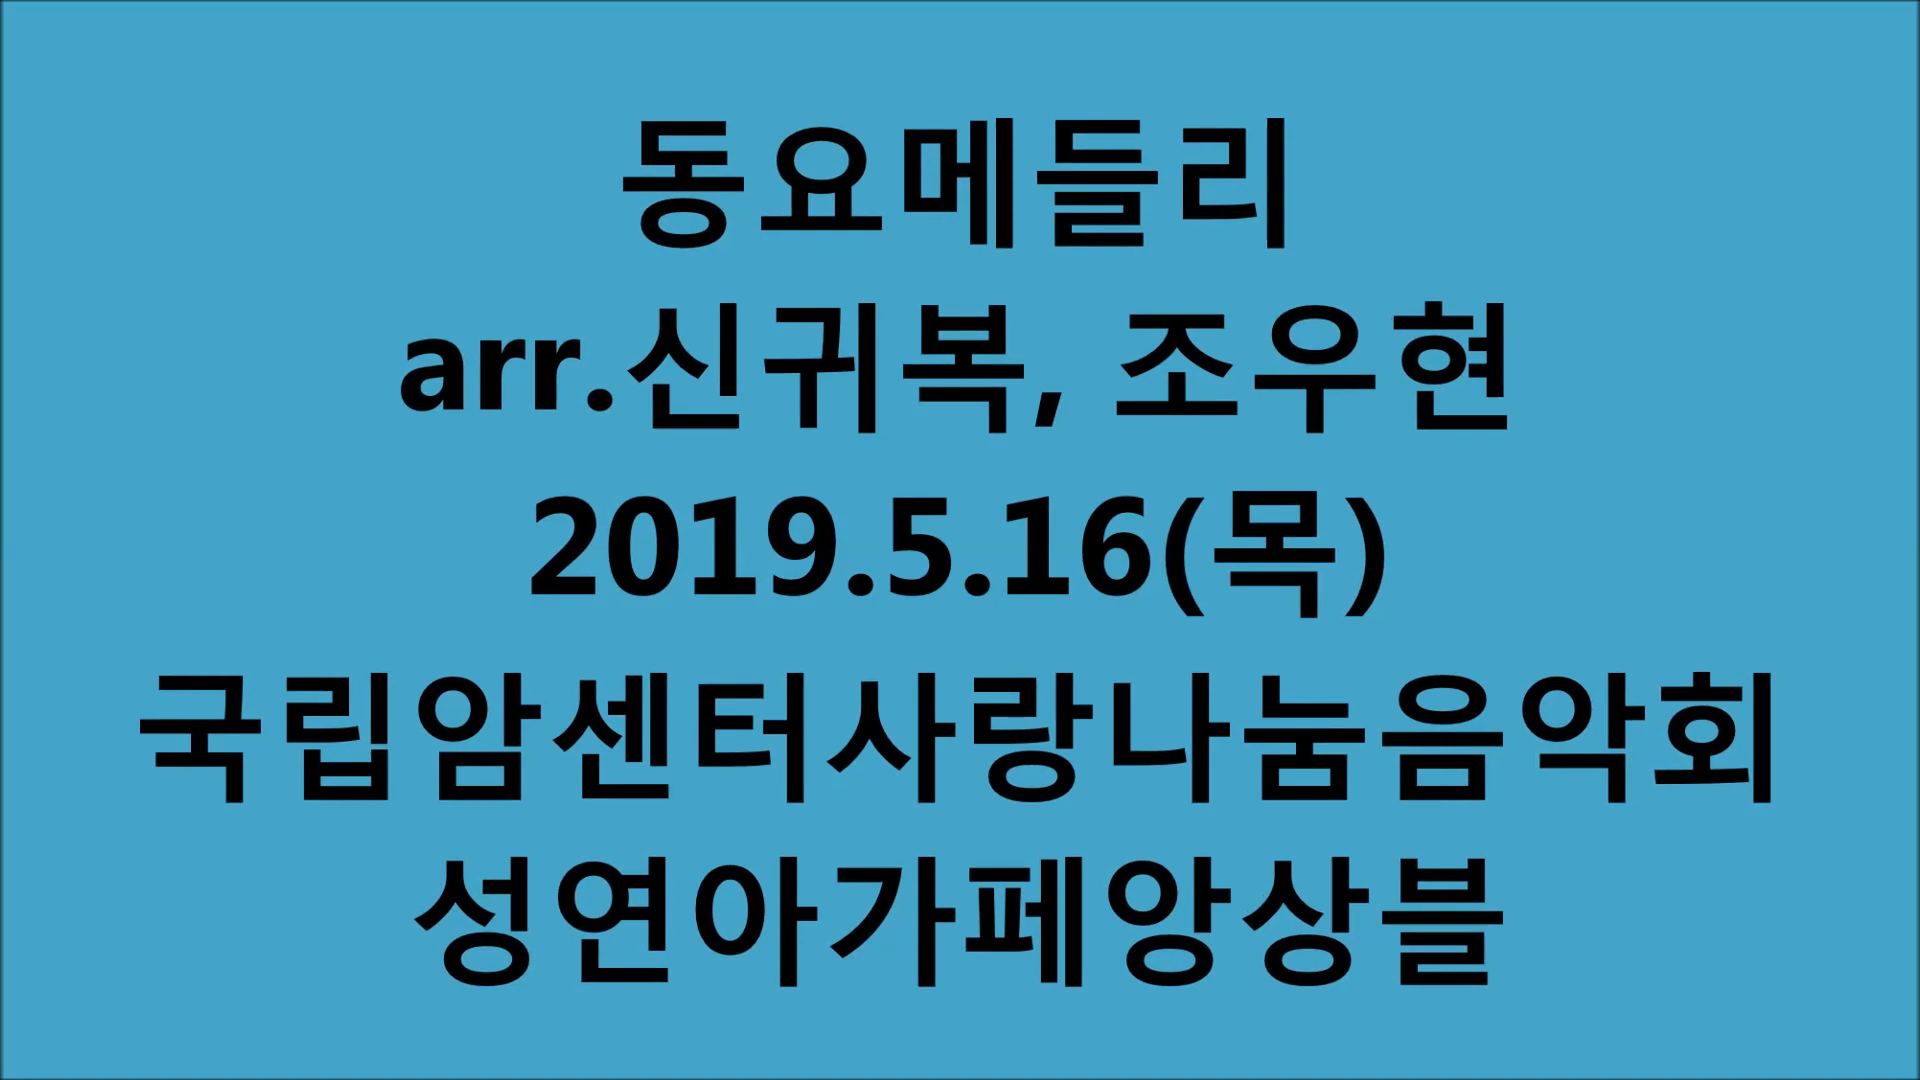 동요메들리
arr.신귀복, 조우현
2019.5.16(목)
국립암센터사랑나눔음악회
성연아가페앙상블